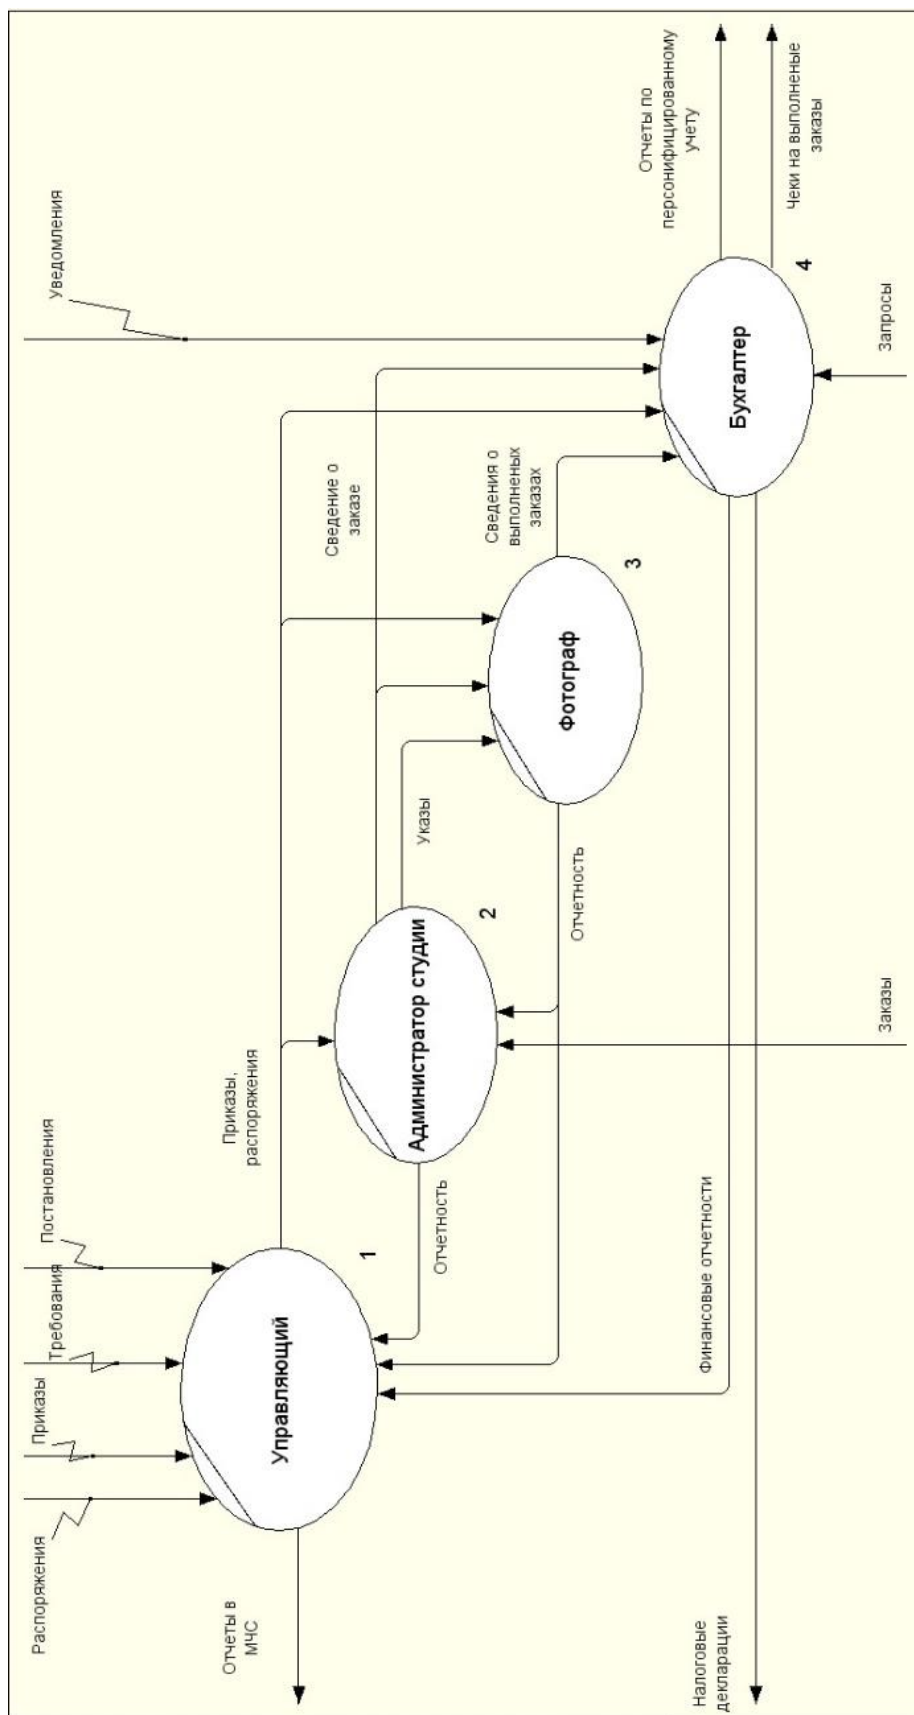 Распоряжения
Приказы
Требования
Постановления
Уведомления
Отчеты в
МЧС
Управляющий
1
Приказы,
распоряжения
Отчетность
Администратор студии
2
Сведение о
заказе
Указы
Отчетность
Фотограф
3
Сведения о
выполненых
заказах
Бухгалтер
4
Отчеты по
персонифицированному
учету
Чеки на выполненые
заказы
Финансовые отчетности
Налоговые
декларации
Заказы
Запросы